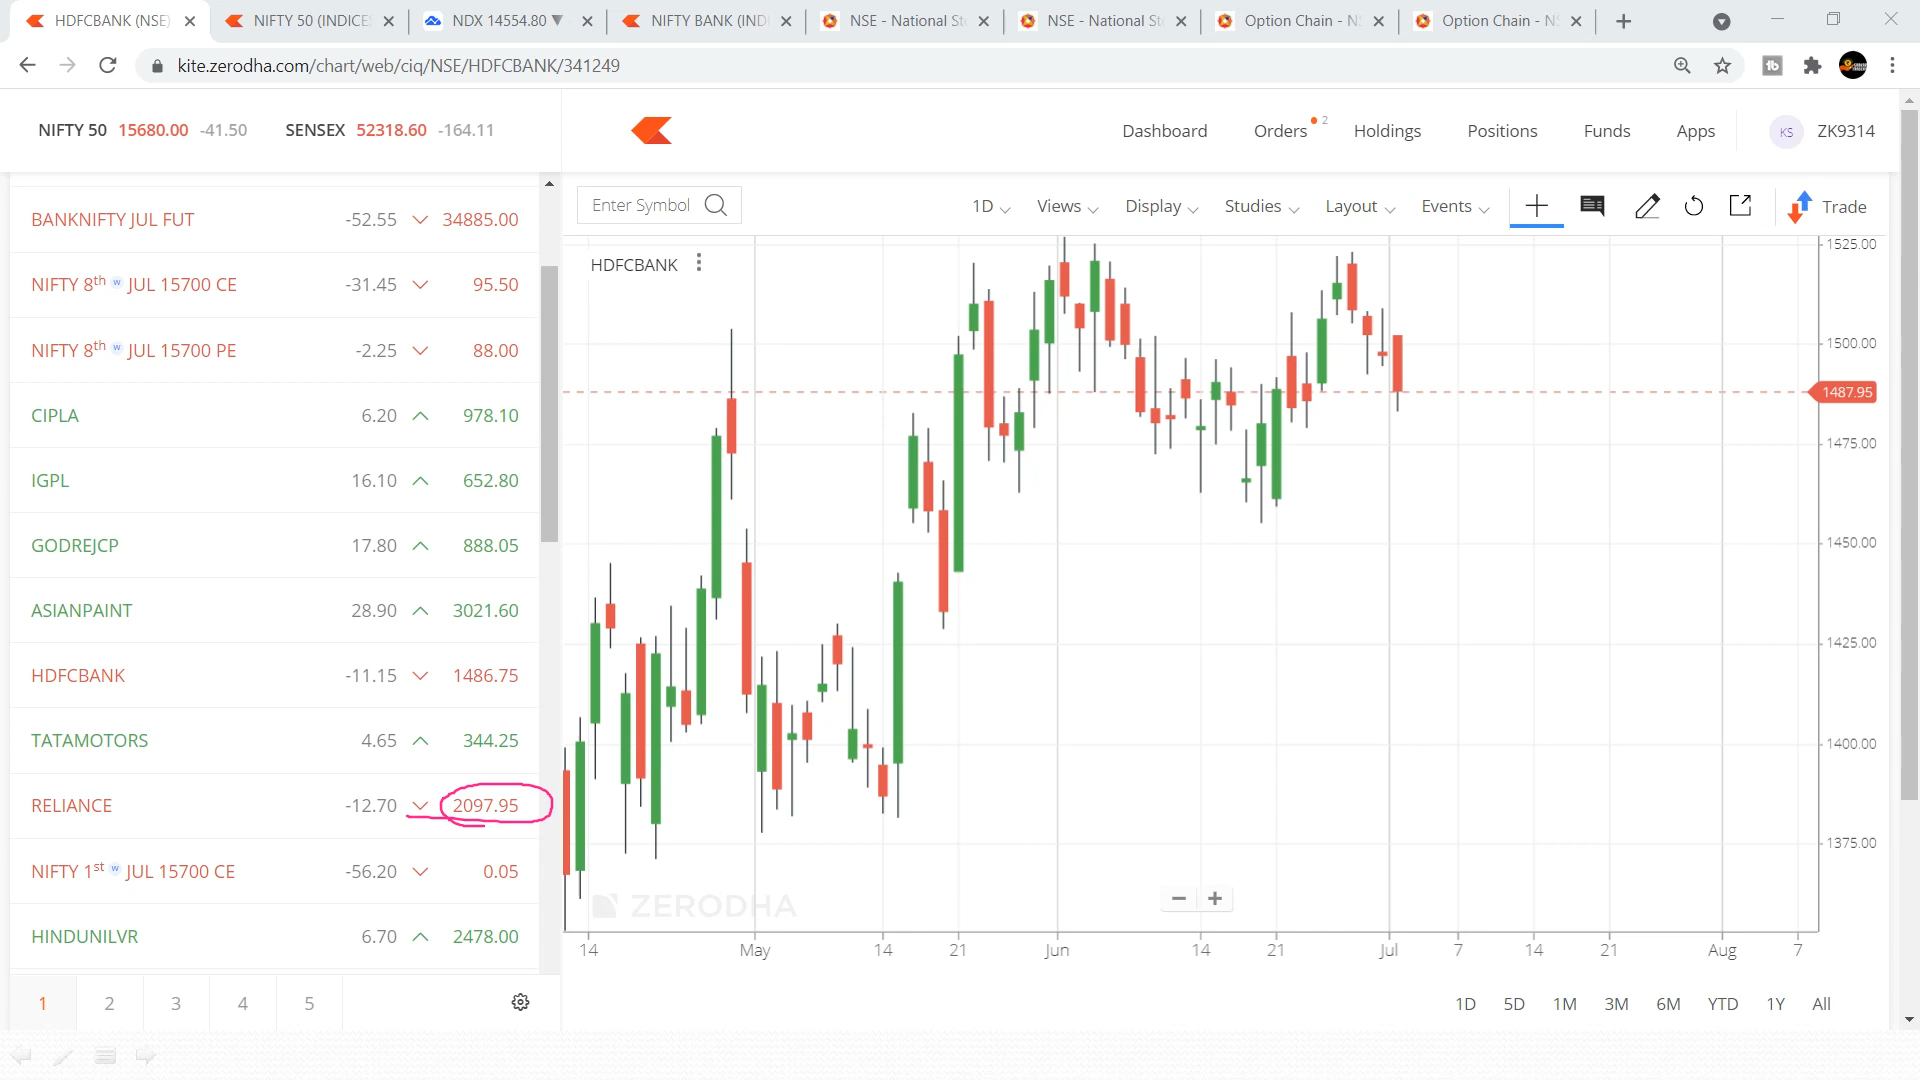 HDFCBANK (NSE) NIFTY 50 (INDICES NDX 14554.80 ▼ NIFTY BANK (IND NSE - National St NSE - National St Option Chain - NS Option Chain - NS
kite.zerodha.com/chart/web/ciq/NSE/HDFCBANK/341249
NIFTY 50 15680.00 -41.50 SENSEX 52318.60 -164.11
Dashboard Orders 2 Holdings Positions Funds Apps KS ZK9314
Enter Symbol 1D Views Display Studies Layout Events Trade
BANKNIFTY JUL FUT -52.55 34885.00
NIFTY 8th w JUL 15700 CE -31.45 95.50
NIFTY 8th w JUL 15700 PE -2.25 88.00
CIPLA 6.20 978.10
IGPL 16.10 652.80
GODREJCP 17.80 888.05
ASIANPAINT 28.90 3021.60
HDFCBANK -11.15 1486.75
TATAMOTORS 4.65 344.25
RELIANCE -12.70 2097.95
NIFTY 1st w JUL 15700 CE -56.20 0.05
HINDUNILVR 6.70 2478.00
1 2 3 4 5
HDFCBANK
1525.00
1500.00
1487.95
1475.00
1450.00
1425.00
1400.00
1375.00
ZERODHA
14 May 14 21 Jun 14 21 Jul 7 14 21 Aug 7
1D 5D 1M 3M 6M YTD 1Y All